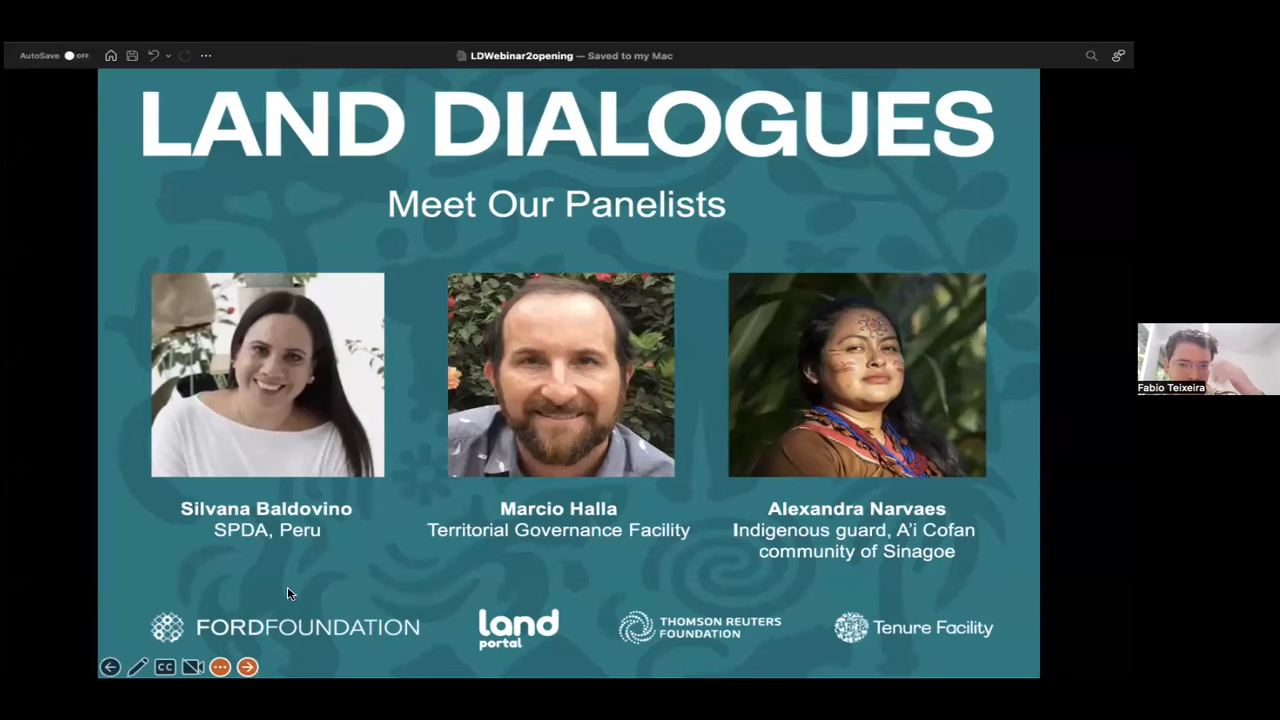 AutoSave OFF
LDWebinar2opening — Saved to my Mac
LAND DIALOGUES
Meet Our Panelists
Fabio Teixeira
Silvana Baldovino
SPDA, Peru
Marcio Halla
Territorial Governance Facility
Alexandra Narvaes
Indigenous guard, A'i Cofan
community of Sinagoe
FORDFOUNDATION
land
portal
THOMSON REUTERS
FOUNDATION
Tenure Facility
CC